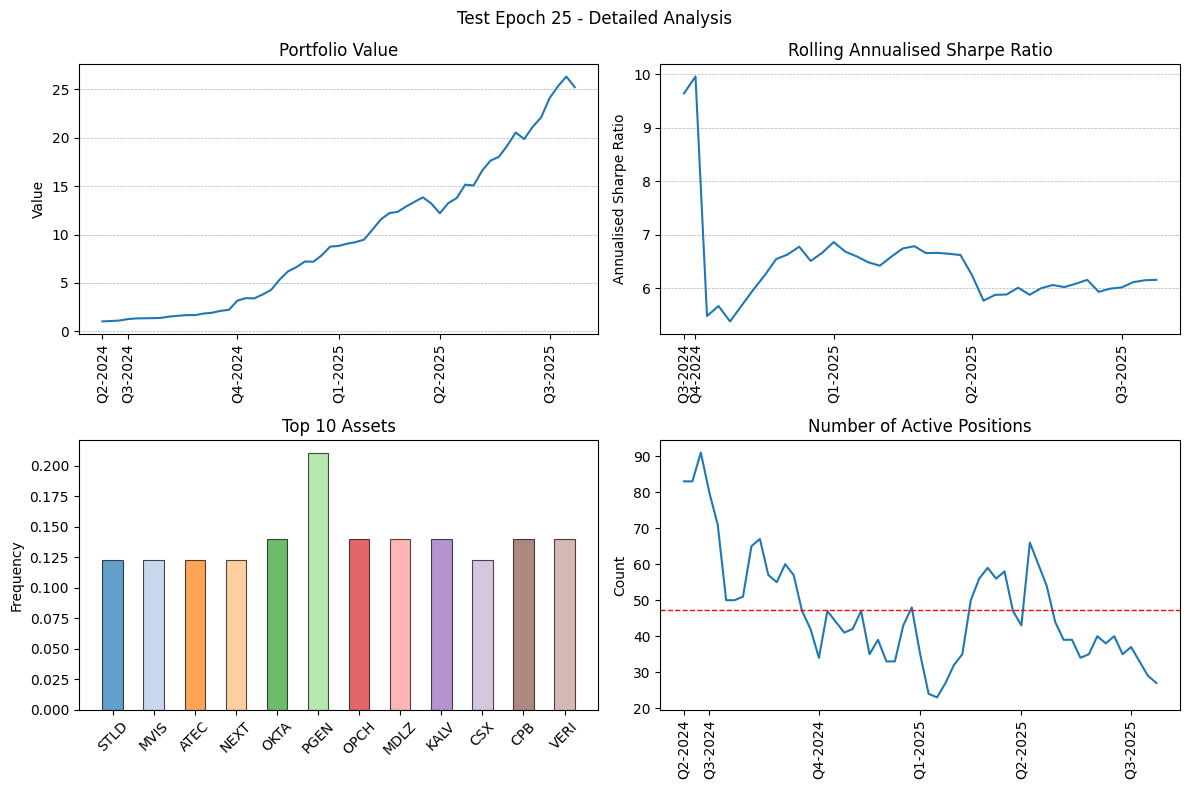 Test Epoch 25 - Detailed Analysis
Portfolio Value
Value
25
20
15
10
5
0
Q2-2024
Q3-2024
Q4-2024
Q1-2025
Q2-2025
Q3-2025
Rolling Annualised Sharpe Ratio
Annualised Sharpe Ratio
10
9
8
7
6
Q3-2024
Q4-2024
Q1-2025
Q2-2025
Q3-2025
Top 10 Assets
Frequency
0.200
0.175
0.150
0.125
0.100
0.075
0.050
0.025
0.000
STLD
MVIS
ATEC
NEXT
OKTA
PGEN
OPCH
MDLZ
KALV
CSX
CPB
VERI
Number of Active Positions
Count
90
80
70
60
50
40
30
20
Q2-2024
Q3-2024
Q4-2024
Q1-2025
Q2-2025
Q3-2025